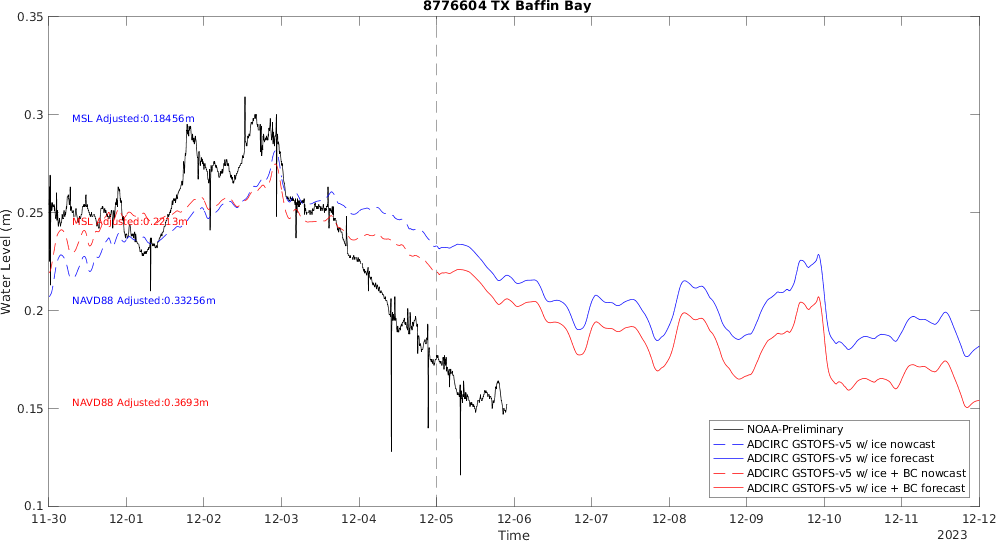 8776604 TX Baffin Bay
0.35
0.3
0.25
0.2
0.15
0.1
Water Level (m)
MSL Adjusted:0.18456m
MSL Adjusted:0.2213m
NAVD88 Adjusted:0.33256m
NAVD88 Adjusted:0.3693m
NOAA-Preliminary
ADCIRC GSTOFS-v5 w/ ice nowcast
ADCIRC GSTOFS-v5 w/ ice forecast
ADCIRC GSTOFS-v5 w/ ice + BC nowcast
ADCIRC GSTOFS-v5 w/ ice + BC forecast
11-30 12-01 12-02 12-03 12-04 12-05 12-06 12-07 12-08 12-09 12-10 12-11 12-12
Time
2023